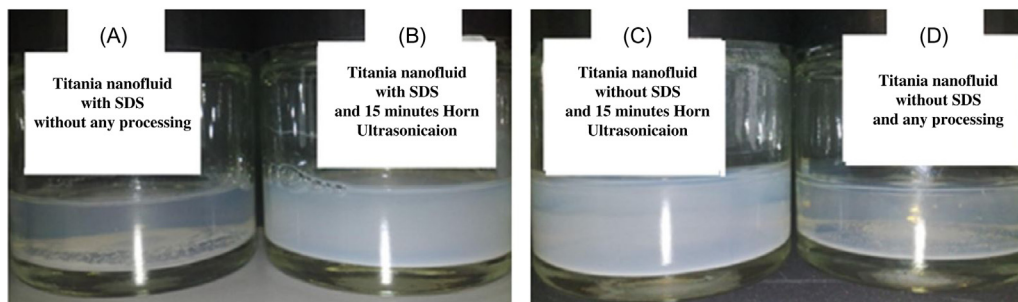 (A)
Titania nanofluid
with SDS
without any processing
(B)
Titania nanofluid
with SDS
and 15 minutes Horn
Ultrasonicaion
(C)
Titania nanofluid
without SDS
and 15 minutes Horn
Ultrasonicaion
(D)
Titania nanofluid
without SDS
and any processing